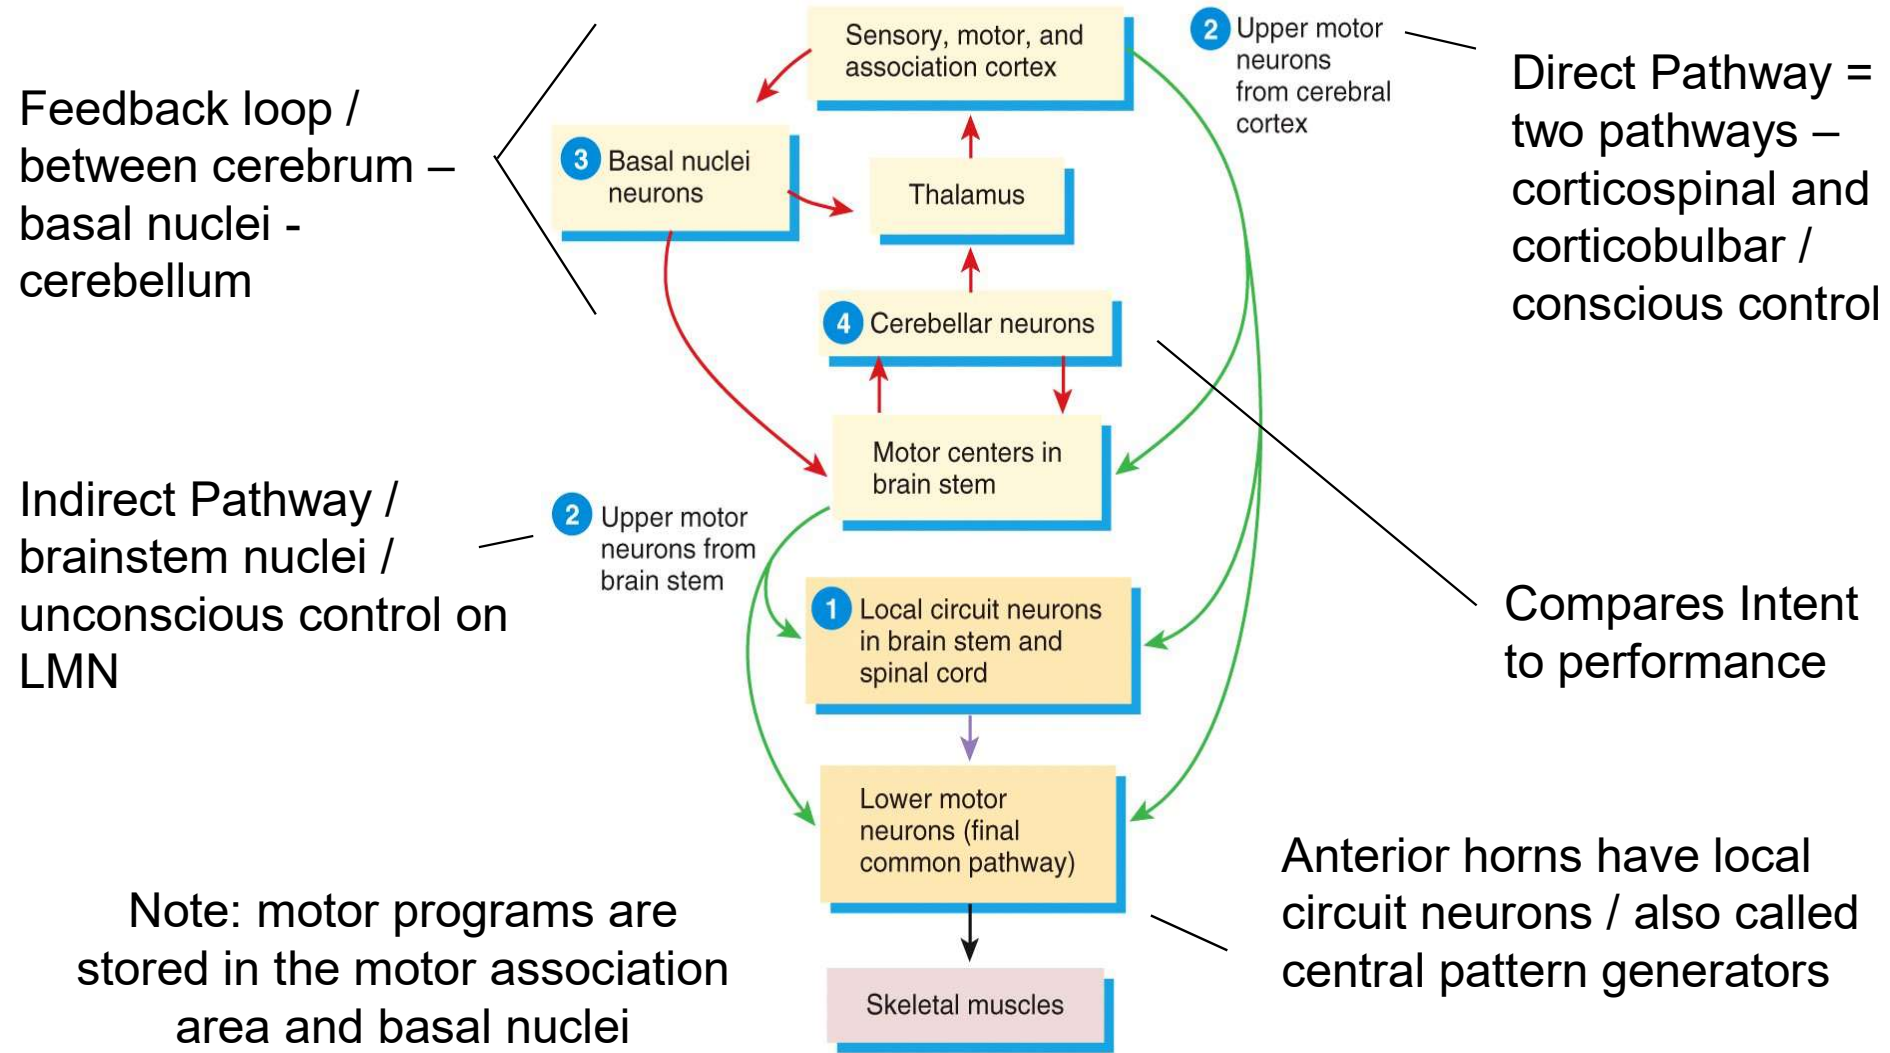 Sensory, motor, and
association cortex
2 Upper motor
neurons
from cerebral
cortex
Direct Pathway =
two pathways –
corticospinal and
corticobulbar /
conscious control
Feedback loop /
between cerebrum –
basal nuclei -
cerebellum
3 Basal nuclei
neurons
Thalamus
4 Cerebellar neurons
Motor centers in
brain stem
Indirect Pathway /
brainstem nuclei /
unconscious control on
LMN
2 Upper motor
neurons from
brain stem
1 Local circuit neurons
in brain stem and
spinal cord
Compares Intent
to performance
Lower motor
neurons (final
common pathway)
Anterior horns have local
circuit neurons / also called
central pattern generators
Note: motor programs are
stored in the motor association
area and basal nuclei
Skeletal muscles